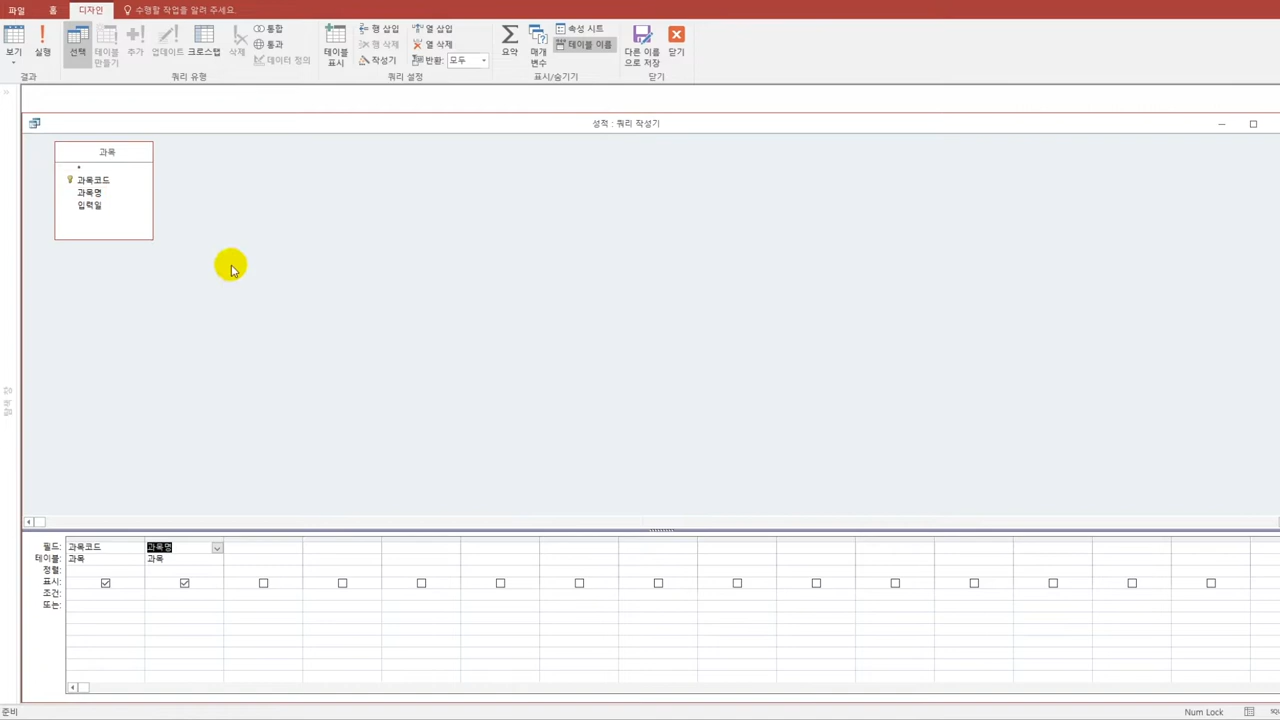 파일 홈 디자인 수행할 작업을 알려 주세요.
보기 실행 선택 테이블 만들기 추가 업데이트 크로스탭 삭제 통합 통과 데이터 정의
테이블 표시 행 삽입 행 삭제 작성기 열 삽입 열 삭제 반환: 모두
요약 매개 변수 속성 시트 테이블 이름 다른 이름으로 저장 닫기
결과 쿼리 유형 쿼리 설정 표시/숨기기 닫기
성적 : 쿼리 작성기
과목
*
과목코드
과목명
입력일
탐색 창
필드: 과목코드 과목명
테이블: 과목 과목
정렬:
표시:
조건:
또는:
준비 Num Lock